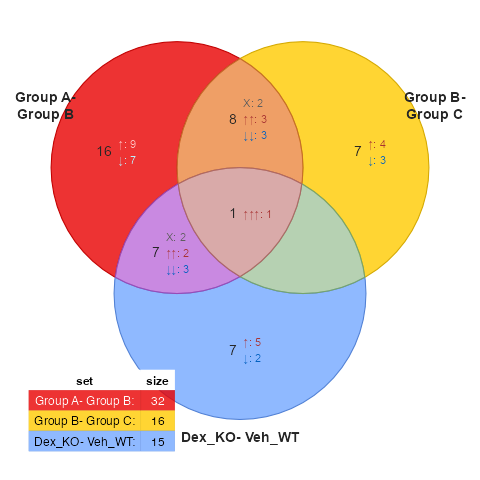 Group A-
Group B
Group B-
Group C
X: 2
8 ↑↑: 3
↓↓: 3
16 ↑: 9
↓: 7
7 ↑: 4
↓: 3
1 ↑↑↑: 1
X: 2
7 ↑↑: 2
↓↓: 3
7 ↑: 5
↓: 2
set size
Group A- Group B: 32
Group B- Group C: 16
Dex_KO- Veh_WT: 15
Dex_KO- Veh_WT